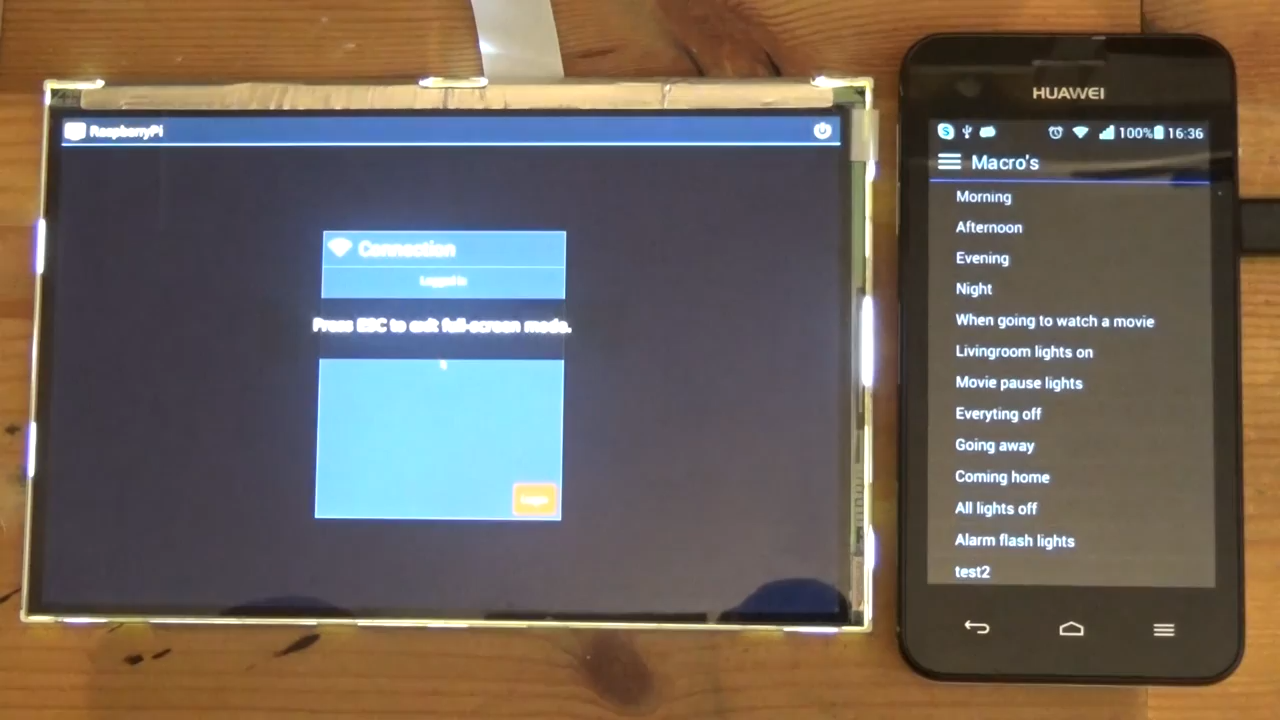 RaspberryPi
Connection
Logged in
Press ESC to exit full-screen mode.
HUAWEI
100% 16:36
Macro's
Morning
Afternoon
Evening
Night
When going to watch a movie
Livingroom lights on
Movie pause lights
Everyting off
Going away
Coming home
All lights off
Alarm flash lights
test2